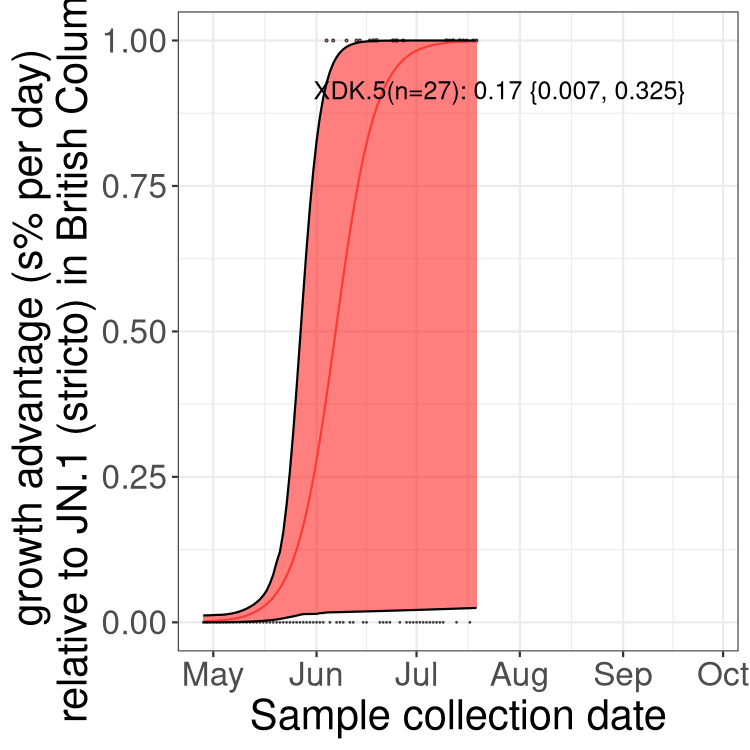 growth advantage (s% per day)
relative to JN.1 (stricto) in British Colum
1.00
0.75
0.50
0.25
0.00
XDK.5(n=27): 0.17 {0.007, 0.325}
May Jun Jul Aug Sep Oct
Sample collection date